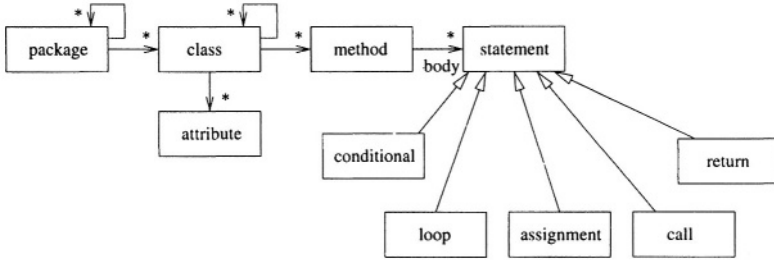 * *
package * class * method * statement
body
*
attribute
conditional
return
loop assignment call